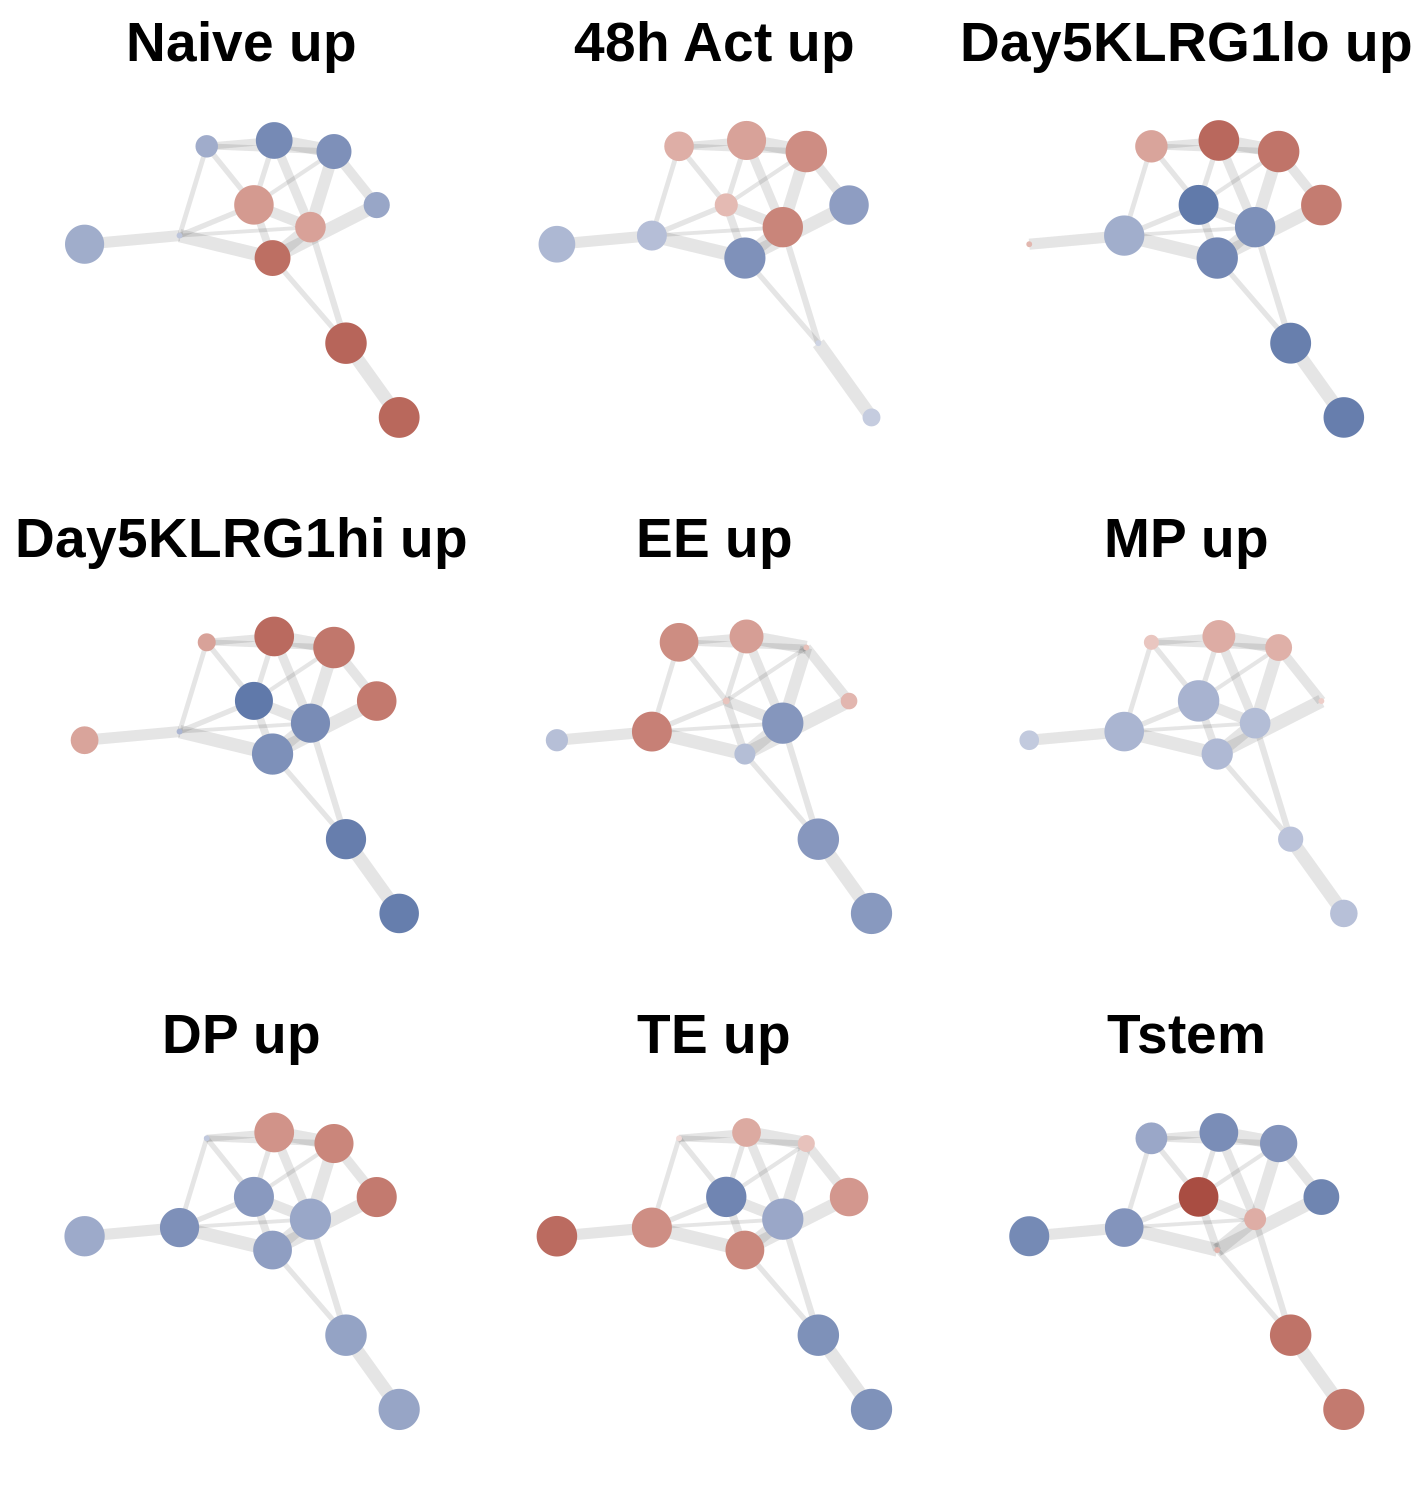 Naive up
48h Act up
Day5KLRG1lo up
Day5KLRG1hi up
EE up
MP up
DP up
TE up
Tstem